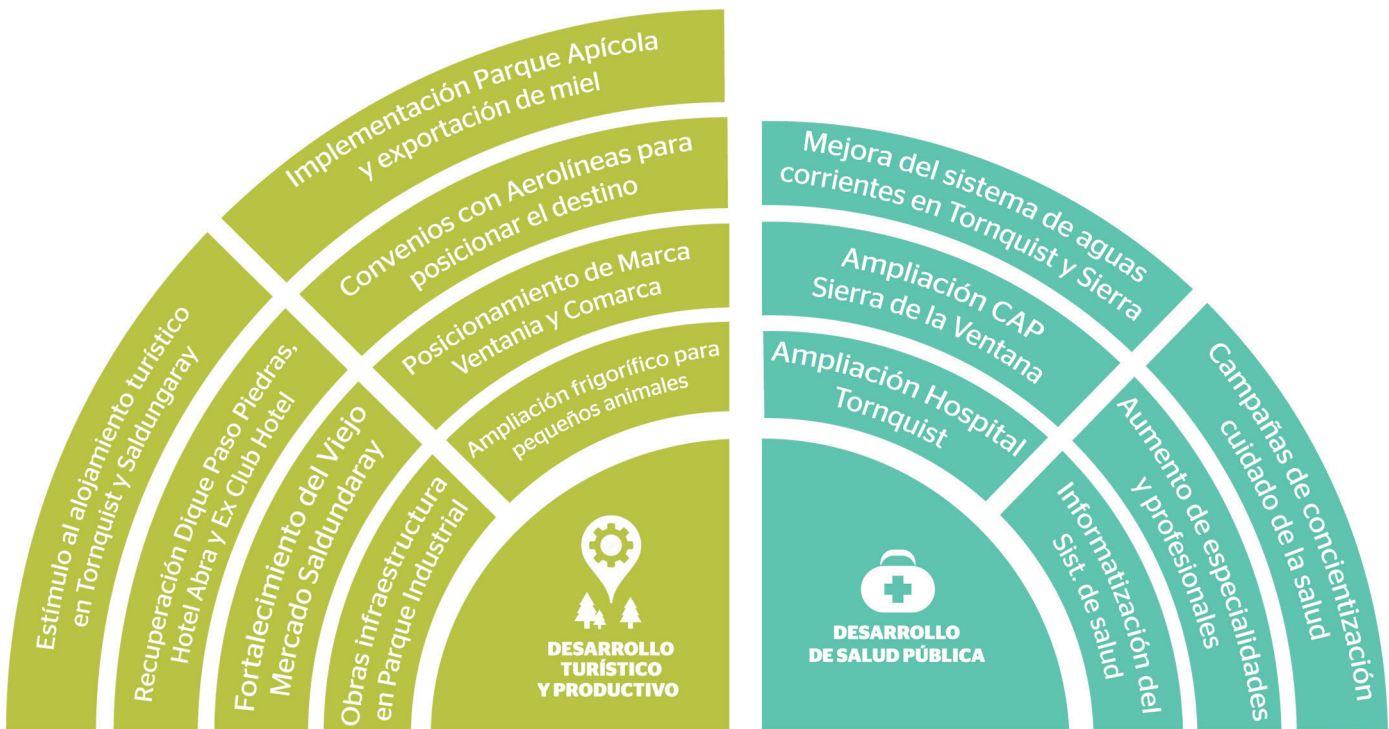 Implementación Parque Apícola
y exportación de miel
Convenios con Aerolíneas para
posicionar el destino
Posicionamiento de Marca
Ventania y Comarca
Ampliación frigorífico para
pequeños animales
Estímulo al alojamiento turístico
en Tornquist y Saldungaray
Recuperación Dique Paso Piedras,
Hotel Abra y Ex Club Hotel
Fortalecimiento del Viejo
Mercado Saldundaray
Obras infraestructura
en Parque Industrial
DESARROLLO
TURÍSTICO
Y PRODUCTIVO
Mejora del sistema de aguas
corrientes en Tornquist y Sierra
Ampliación CAP
Sierra de la Ventana
Ampliación Hospital
Tornquist
Campañas de concientización
cuidado de la salud
Aumento de especialidades
y profesionales
Informatización del
Sist. de salud
DESARROLLO
DE SALUD PÚBLICA